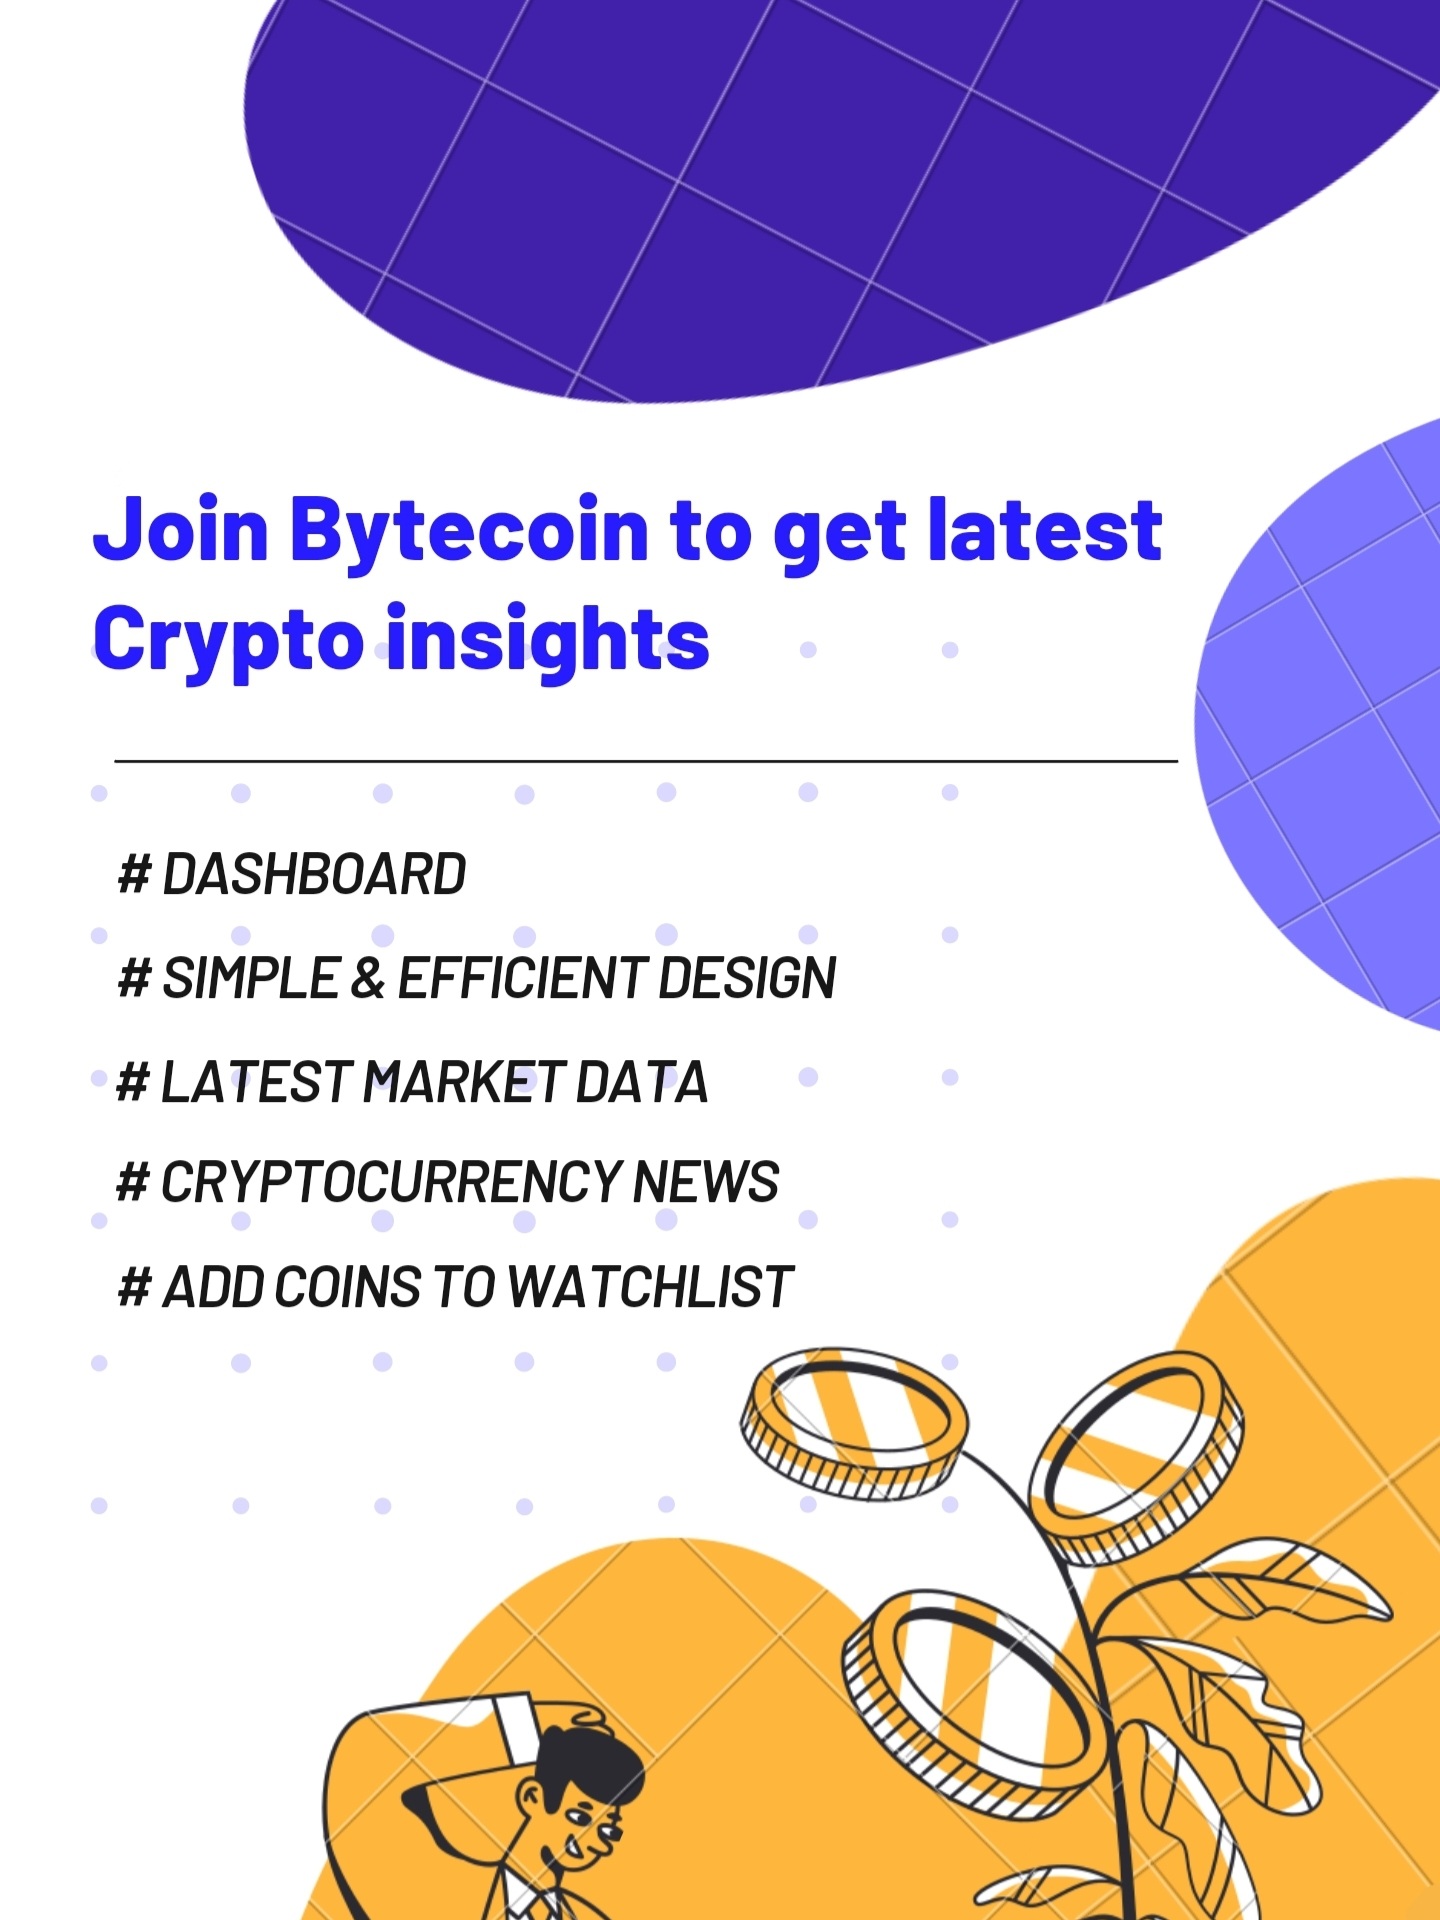 Join Bytecoin to get latest
Crypto insights
# DASHBOARD
# SIMPLE & EFFICIENT DESIGN
# LATEST MARKET DATA
# CRYPTOCURRENCY NEWS
# ADD COINS TO WATCHLIST